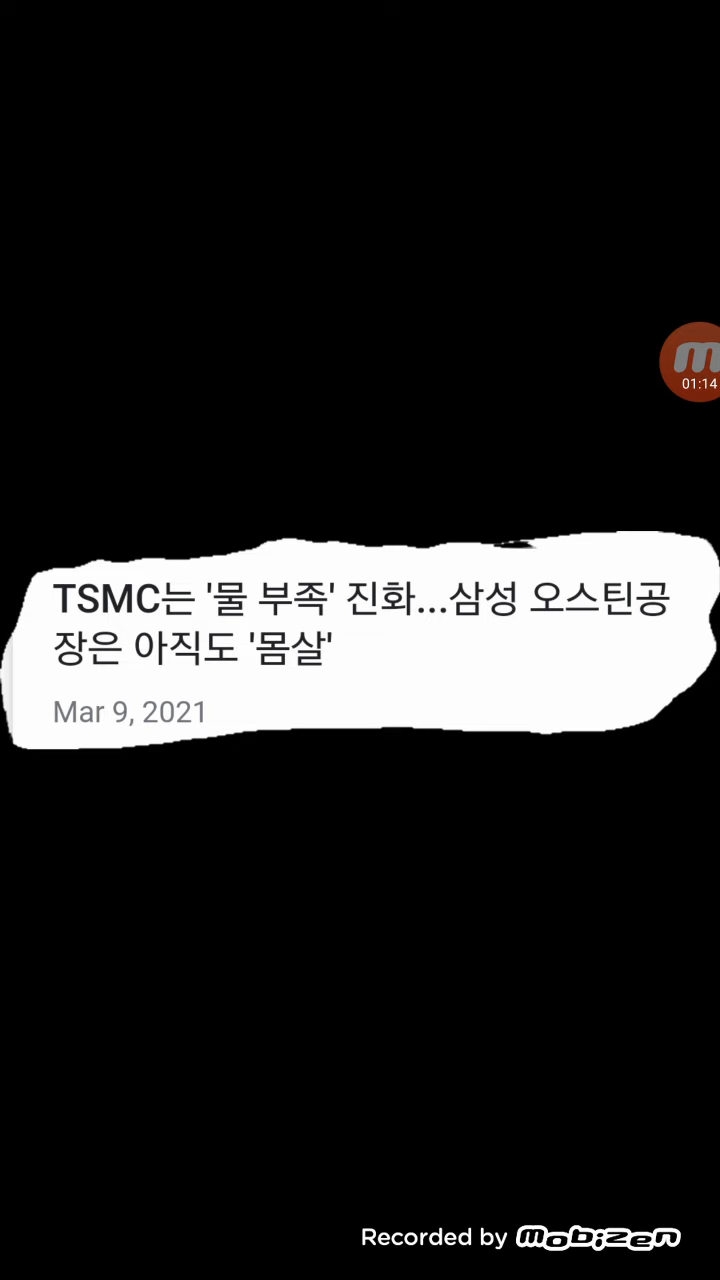 01:14
TSMC는 '물 부족' 진화...삼성 오스틴공
장은 아직도 '몸살'
Mar 9, 2021
Recorded by mobizen